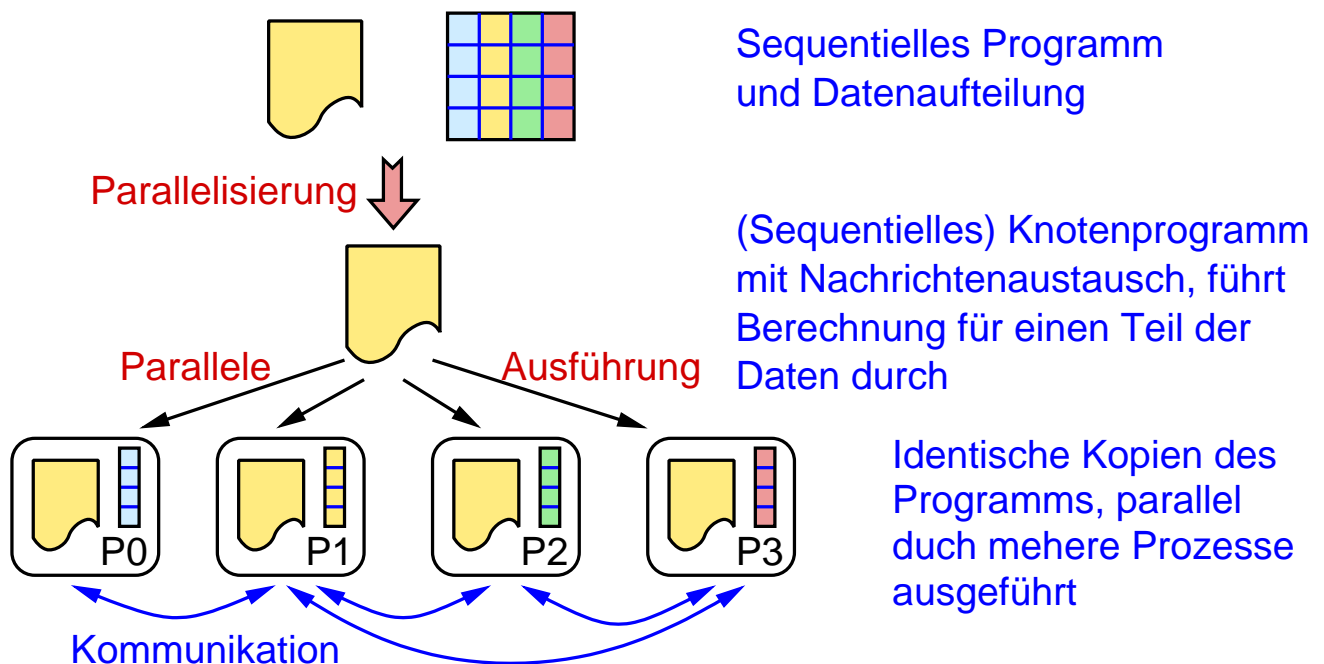 Sequentielles Programm
und Datenaufteilung
Parallelisierung
(Sequentielles) Knotenprogramm
mit Nachrichtenaustausch, führt
Berechnung für einen Teil der
Daten durch
Parallele Ausführung
P0 P1 P2 P3
Identische Kopien des
Programms, parallel
duch mehere Prozesse
ausgeführt
Kommunikation